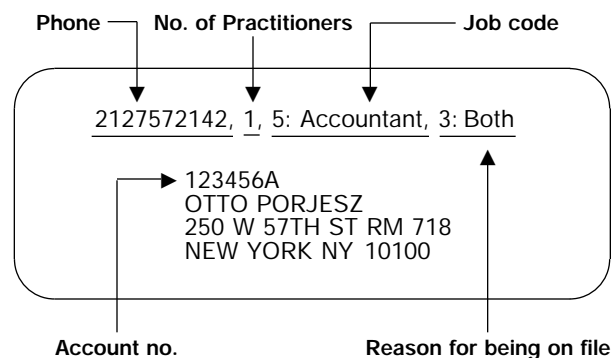 Phone No. of Practitioners Job code
2127572142, 1, 5: Accountant, 3: Both
123456A
OTTO PORJESZ
250 W 57TH ST RM 718
NEW YORK NY 10100
Account no. Reason for being on file